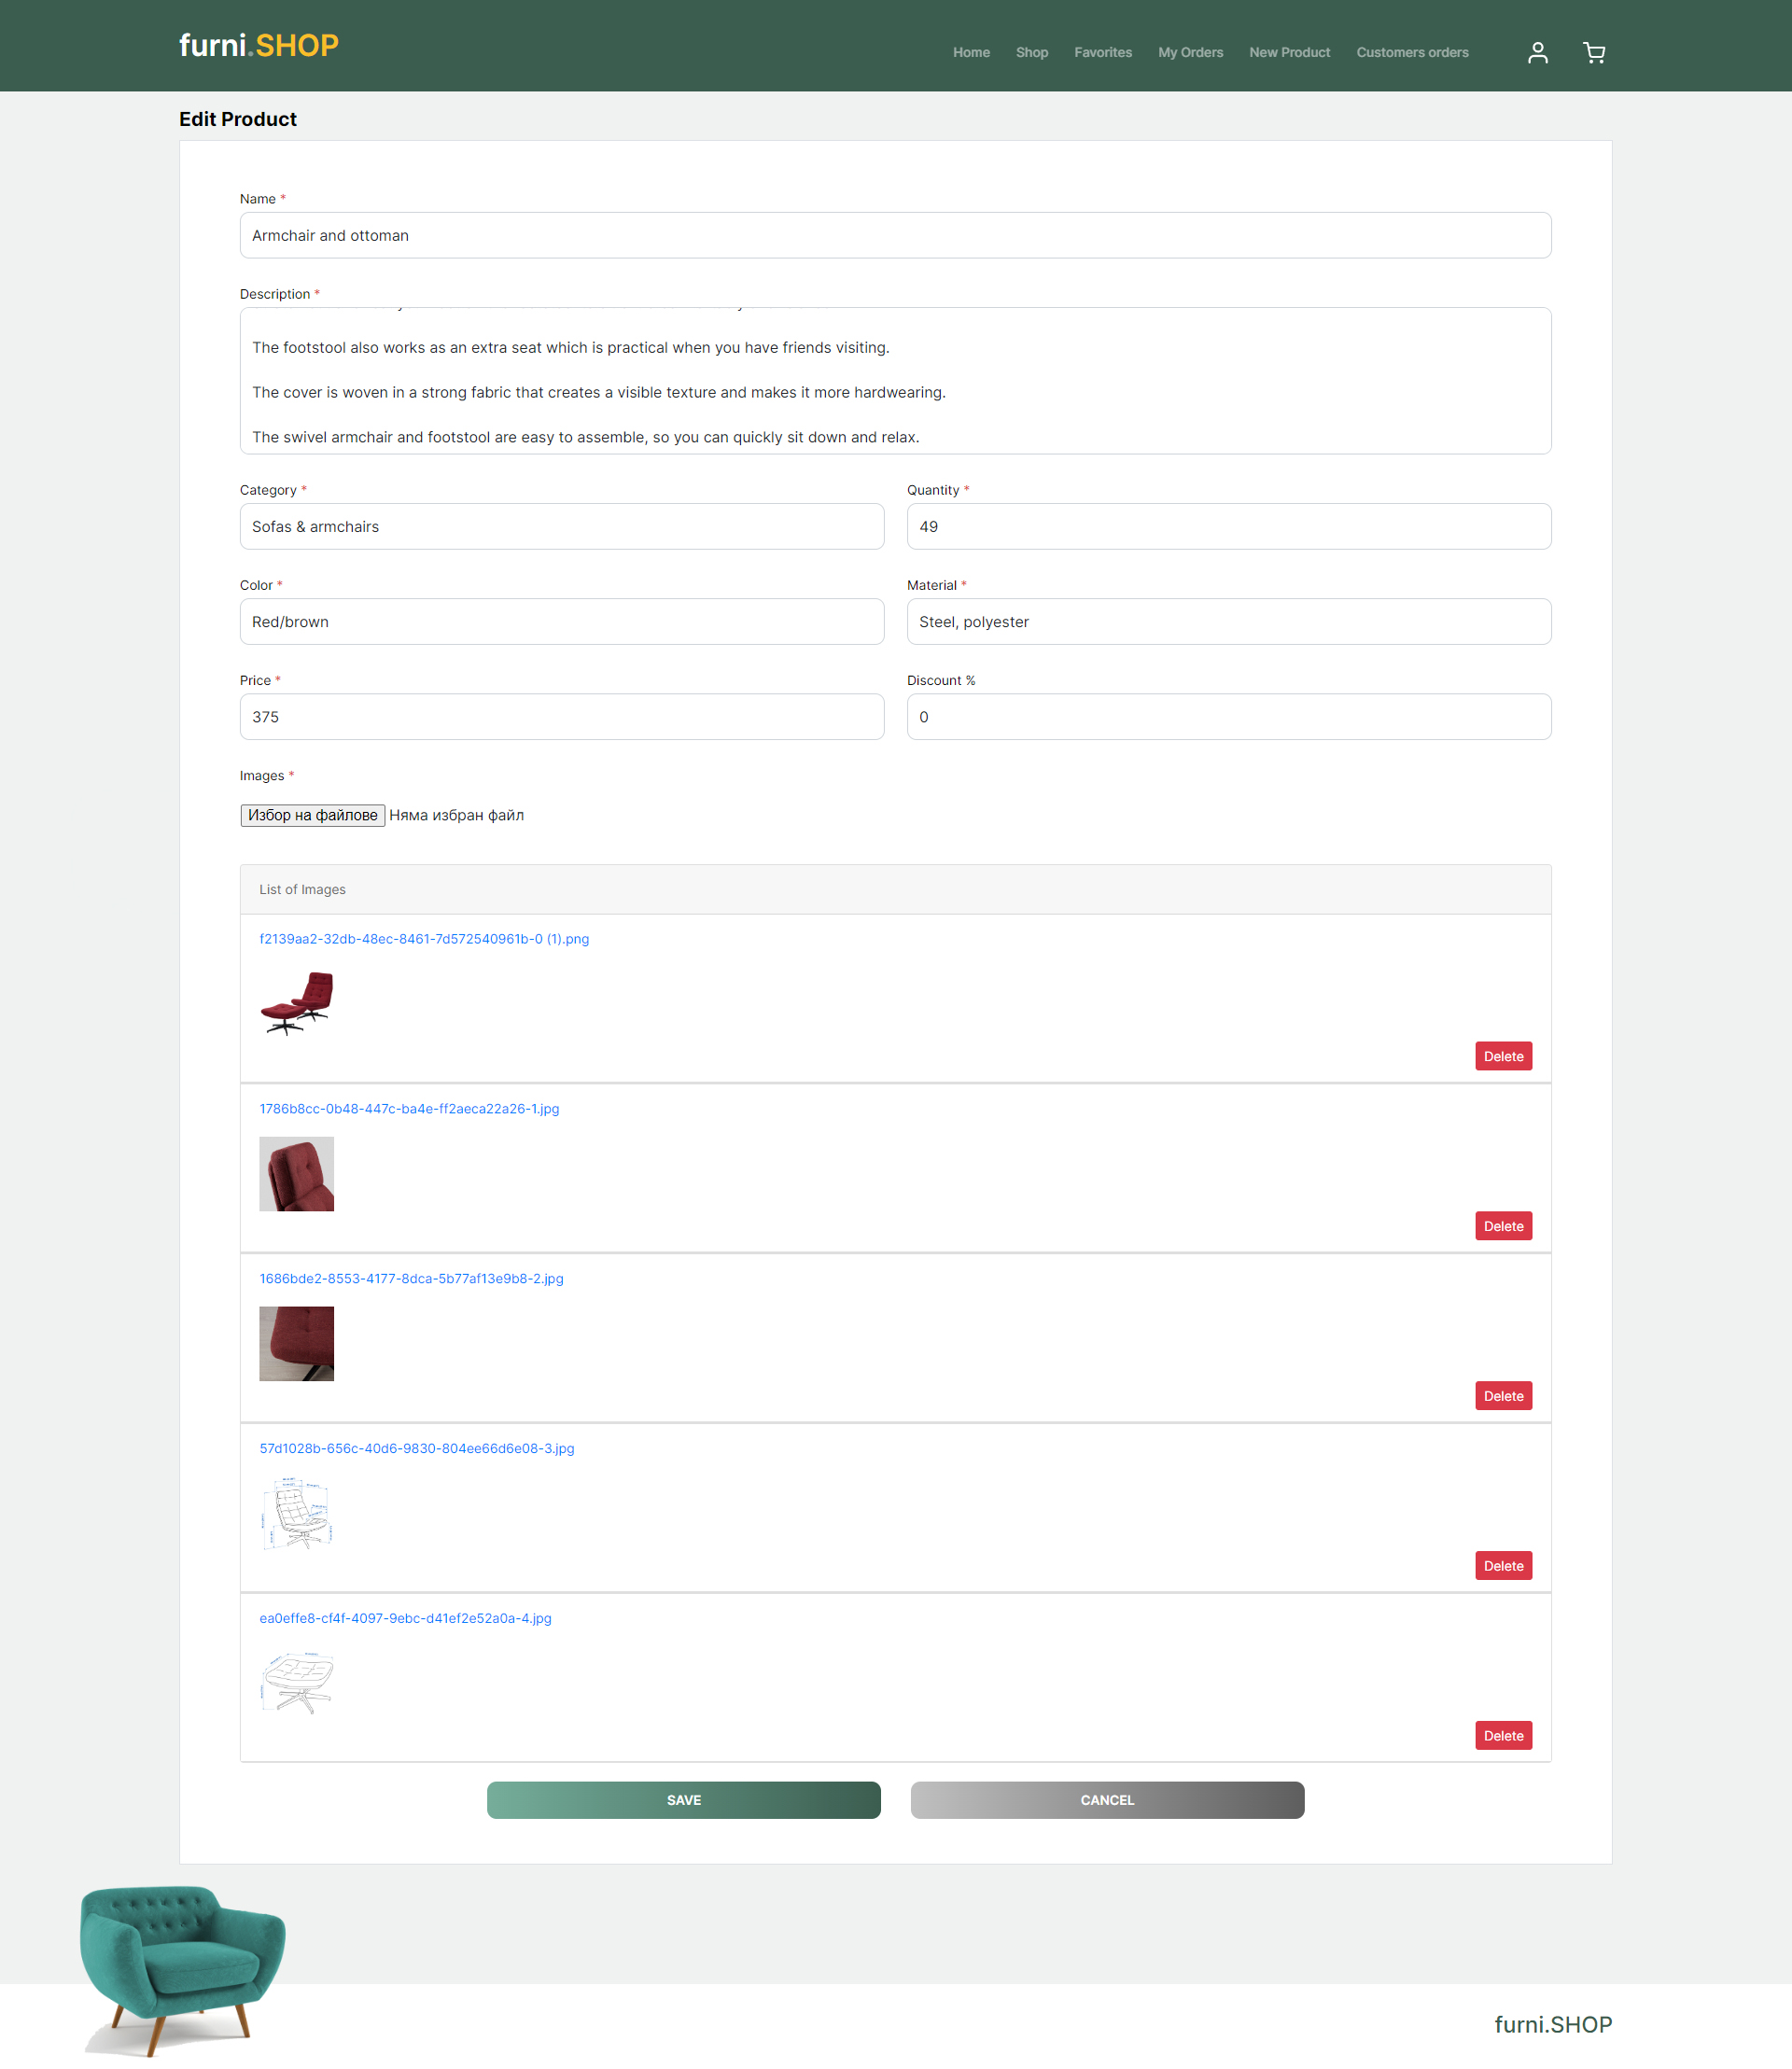 furni.SHOP
Home Shop Favorites My Orders New Product Customers orders
Edit Product
Name *
Armchair and ottoman
Description *
The footstool also works as an extra seat which is practical when you have friends visiting.
The cover is woven in a strong fabric that creates a visible texture and makes it more hardwearing.
The swivel armchair and footstool are easy to assemble, so you can quickly sit down and relax.
Category * Quantity *
Sofas & armchairs 49
Color * Material *
Red/brown Steel, polyester
Price * Discount %
375 0
Images *
Избор на файлове Няма избран файл
List of Images
f2139aa2-32db-48ec-8461-7d572540961b-0 (1).png
Delete
1786b8cc-0b48-447c-ba4e-ff2aeca22a26-1.jpg
Delete
1686bde2-8553-4177-8dca-5b77af13e9b8-2.jpg
Delete
57d1028b-656c-40d6-9830-804ee66d6e08-3.jpg
Delete
ea0effe8-cf4f-4097-9ebc-d41ef2e52a0a-4.jpg
Delete
SAVE CANCEL
furni.SHOP